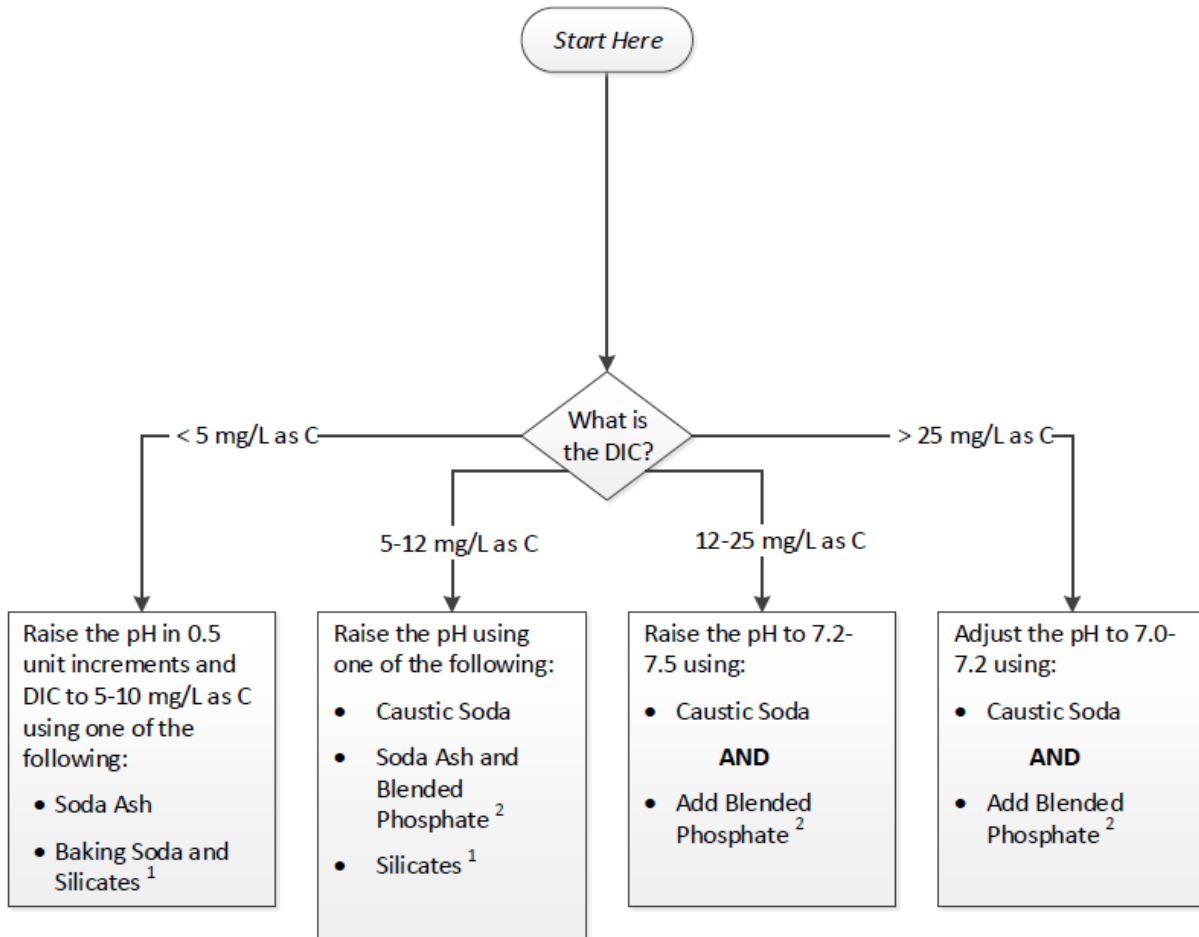 Start Here
What is
the DIC?
< 5 mg/L as C
> 25 mg/L as C
5-12 mg/L as C
12-25 mg/L as C
Raise the pH in 0.5
unit increments and
DIC to 5-10 mg/L as C
using one of the
following:
• Soda Ash
• Baking Soda and
Silicates 1
Raise the pH using
one of the following:
• Caustic Soda
• Soda Ash and
Blended
Phosphate 2
• Silicates 1
Raise the pH to 7.2-
7.5 using:
• Caustic Soda
AND
• Add Blended
Phosphate 2
Adjust the pH to 7.0-
7.2 using:
• Caustic Soda
AND
• Add Blended
Phosphate 2